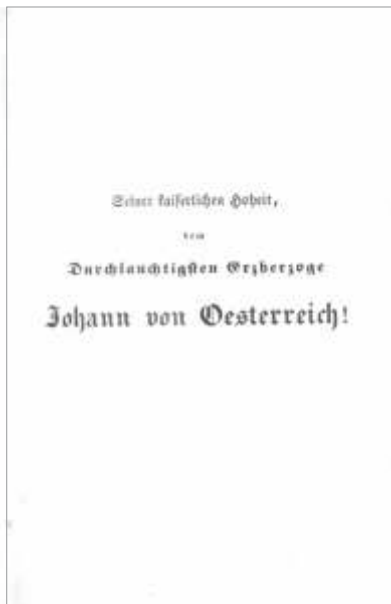 Seiner kaiserlichen Hoheit,
dem
Durchlauchtigsten Erzherzoge
Johann von Oesterreich!